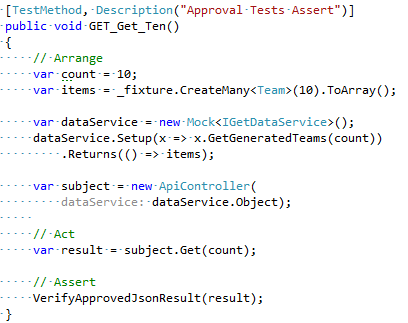 [TestMethod, Description("Approval Tests Assert")]
public void GET_Get_Ten()
{
    // Arrange
    var count = 10;
    var items = _fixture.CreateMany<Team>(10).ToArray();

    var dataService = new Mock<IGetDataService>();
    dataService.Setup(x => x.GetGeneratedTeams(count))
        .Returns(() => items);

    var subject = new ApiController(
        dataService: dataService.Object);

    // Act
    var result = subject.Get(count);

    // Assert
    VerifyApprovedJsonResult(result);
}